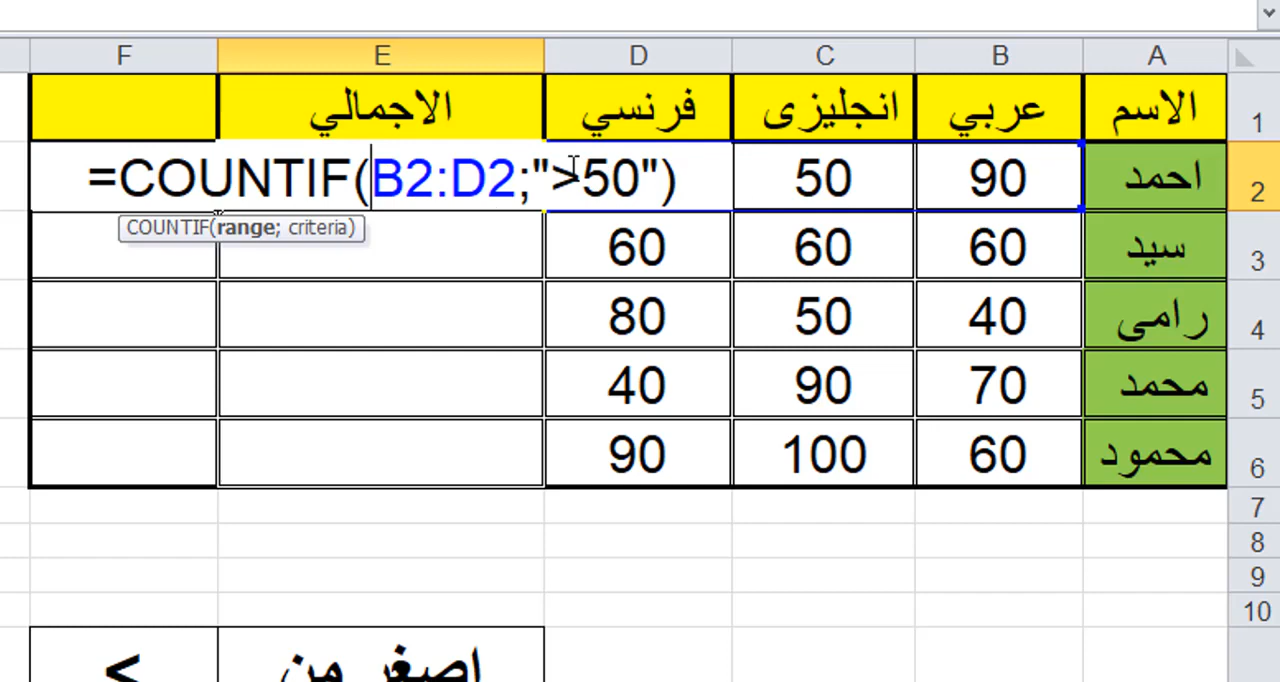 F E D C B A
الاسم عربي انجليزى فرنسي الاجمالي 1
احمد 90 50 =COUNTIF(B2:D2;">50") 2
COUNTIF(range; criteria)
سيد 60 60 60 3
رامى 40 50 80 4
محمد 70 90 40 5
محمود 60 100 90 6
7
8
9
10
اصغر من <